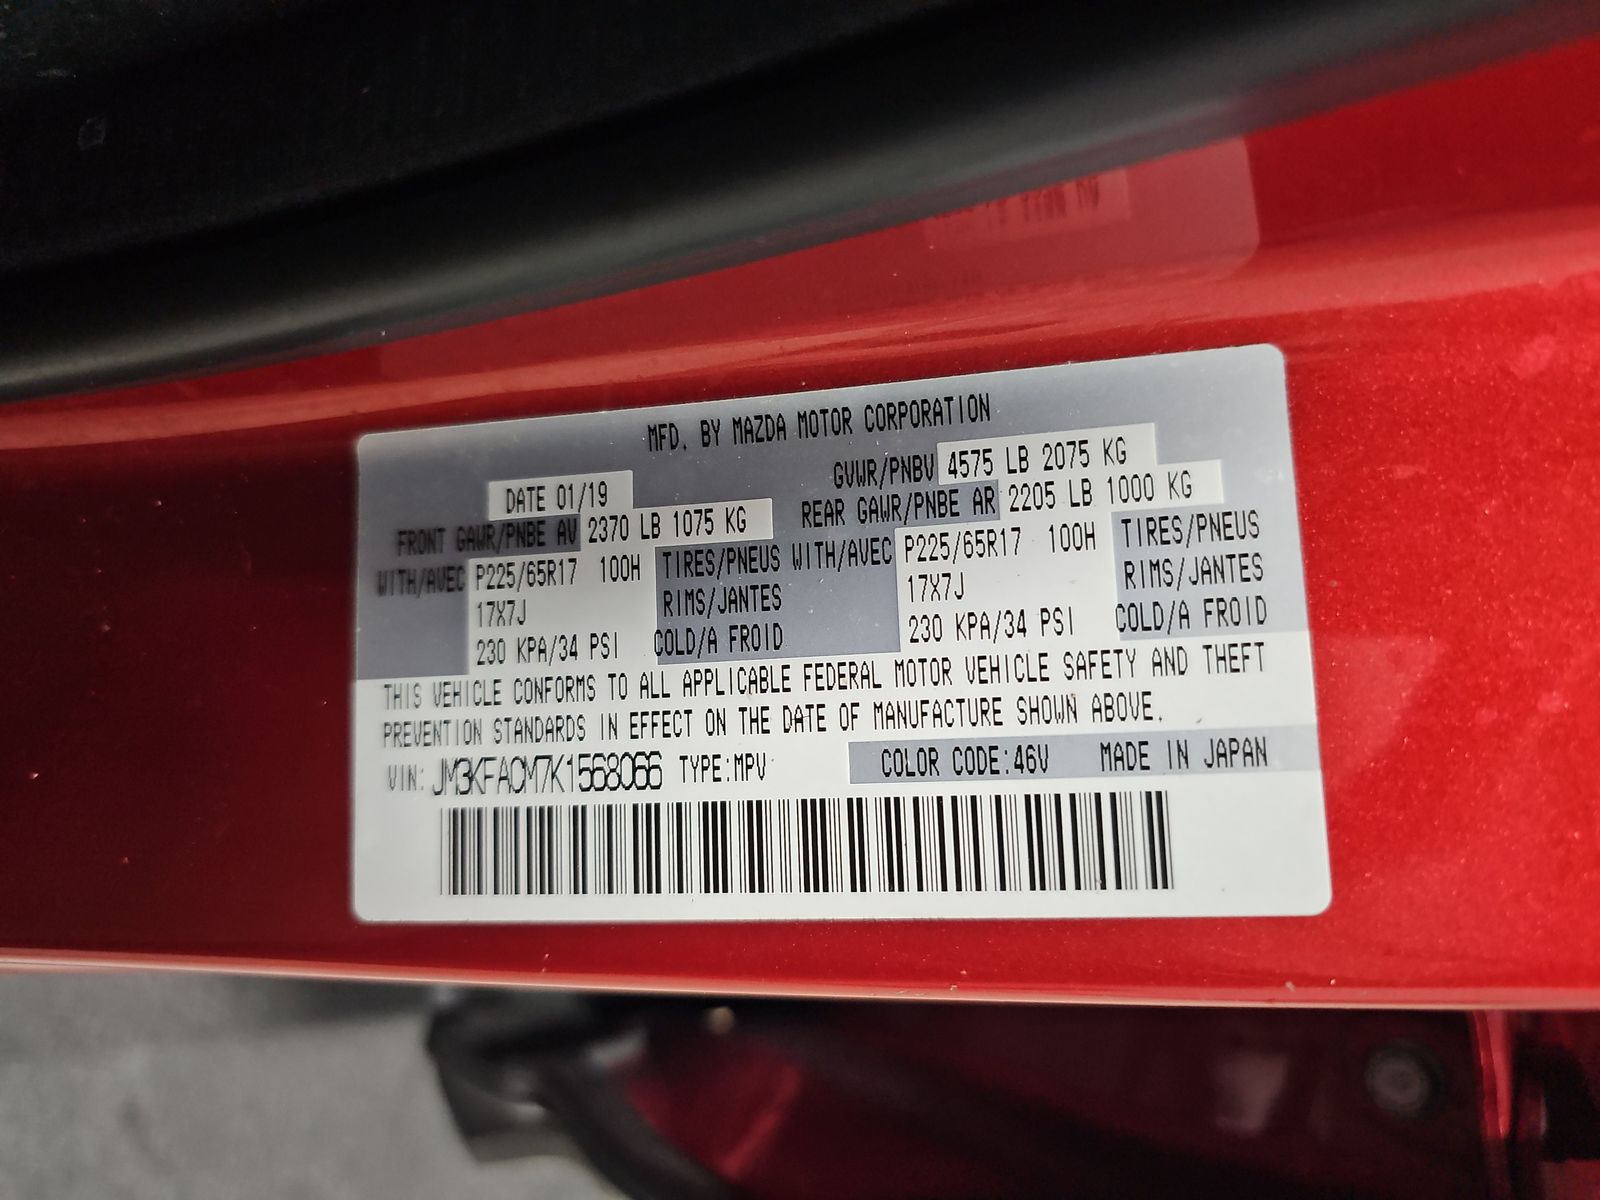 MFD. BY MAZDA MOTOR CORPORATION
DATE 01/19 GVWR/PNBV 4575 LB 2075 KG
FRONT GAWR/PNBE AV 2370 LB 1075 KG REAR GAWR/PNBE AR 2205 LB 1000 KG
WITH/AVEC P225/65R17 100H TIRES/PNEUS WITH/AVEC P225/65R17 100H TIRES/PNEUS
17X7J RIMS/JANTES 17X7J RIMS/JANTES
230 KPA/34 PSI COLD/A FROID 230 KPA/34 PSI COLD/A FROID
THIS VEHICLE CONFORMS TO ALL APPLICABLE FEDERAL MOTOR VEHICLE SAFETY AND THEFT
PREVENTION STANDARDS IN EFFECT ON THE DATE OF MANUFACTURE SHOWN ABOVE.
VIN: JM3KFACM7K1568066 TYPE:MPV COLOR CODE:46V MADE IN JAPAN